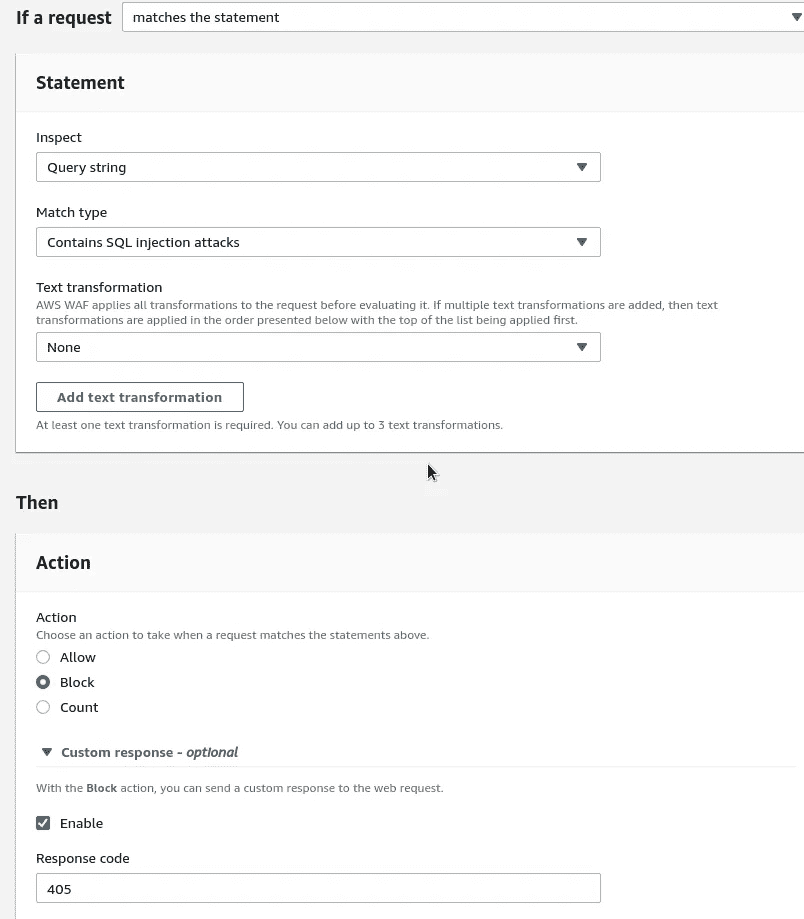 If a request matches the statement
Statement
Inspect
Query string
Match type
Contains SQL injection attacks
Text transformation
AWS WAF applies all transformations to the request before evaluating it. If multiple text transformations are added, then text
transformations are applied in the order presented below with the top of the list being applied first.
None
Add text transformation
At least one text transformation is required. You can add up to 3 text transformations.
Then
Action
Action
Choose an action to take when a request matches the statements above.
Allow
Block
Count
Custom response - optional
With the Block action, you can send a custom response to the web request.
Enable
Response code
405